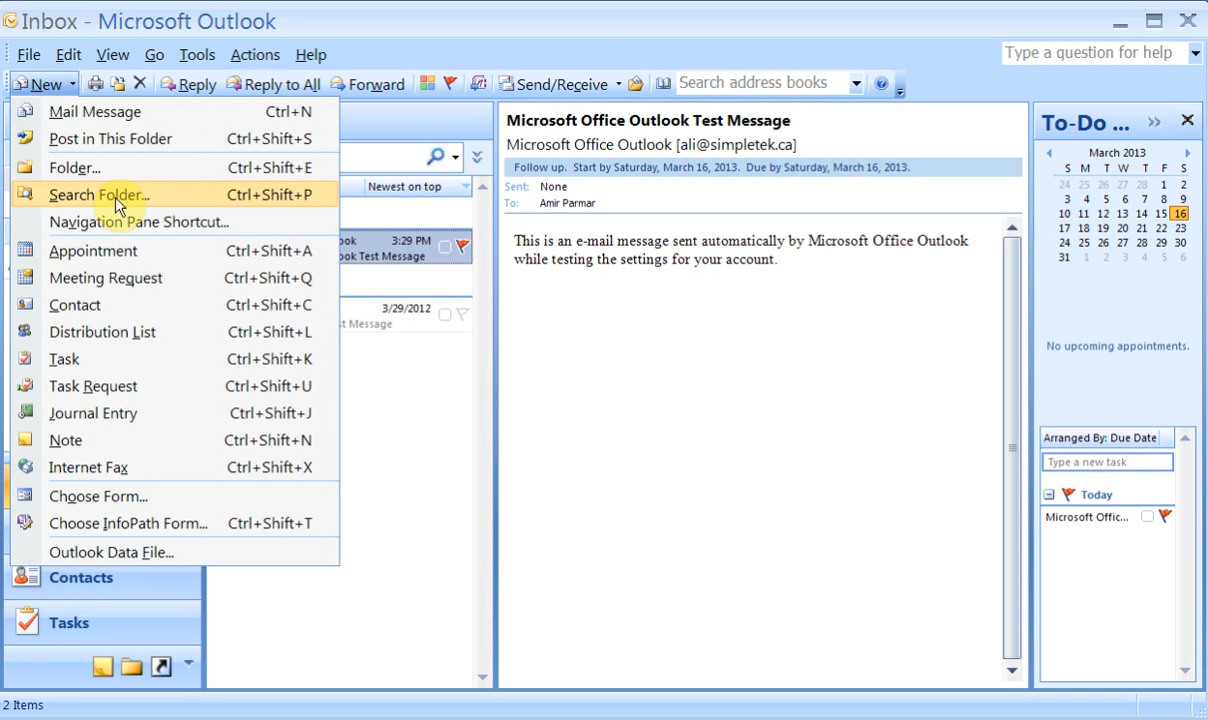 Inbox - Microsoft Outlook
File Edit View Go Tools Actions Help
Type a question for help
New Reply Reply to All Forward Send/Receive Search address books
Mail Message Ctrl+N
Post in This Folder Ctrl+Shift+S
Folder... Ctrl+Shift+E
Search Folder... Ctrl+Shift+P
Navigation Pane Shortcut...
Appointment Ctrl+Shift+A
Meeting Request Ctrl+Shift+Q
Contact Ctrl+Shift+C
Distribution List Ctrl+Shift+L
Task Ctrl+Shift+K
Task Request Ctrl+Shift+U
Journal Entry Ctrl+Shift+J
Note Ctrl+Shift+N
Internet Fax Ctrl+Shift+X
Choose Form...
Choose InfoPath Form... Ctrl+Shift+T
Outlook Data File...
Contacts
Tasks
Newest on top
ook 3:29 PM
ook Test Message
3/29/2012
st Message
Microsoft Office Outlook Test Message
Microsoft Office Outlook [ali@simpletek.ca]
Follow up. Start by Saturday, March 16, 2013. Due by Saturday, March 16, 2013.
Sent: None
To: Amir Parmar
This is an e-mail message sent automatically by Microsoft Office Outlook
while testing the settings for your account.
To-Do ...
March 2013
S M T W T F S
24 25 26 27 28 1 2
3 4 5 6 7 8 9
10 11 12 13 14 15 16
17 18 19 20 21 22 23
24 25 26 27 28 29 30
31 1 2 3 4 5 6
No upcoming appointments.
Arranged By: Due Date
Type a new task
Today
Microsoft Offic...
2 Items